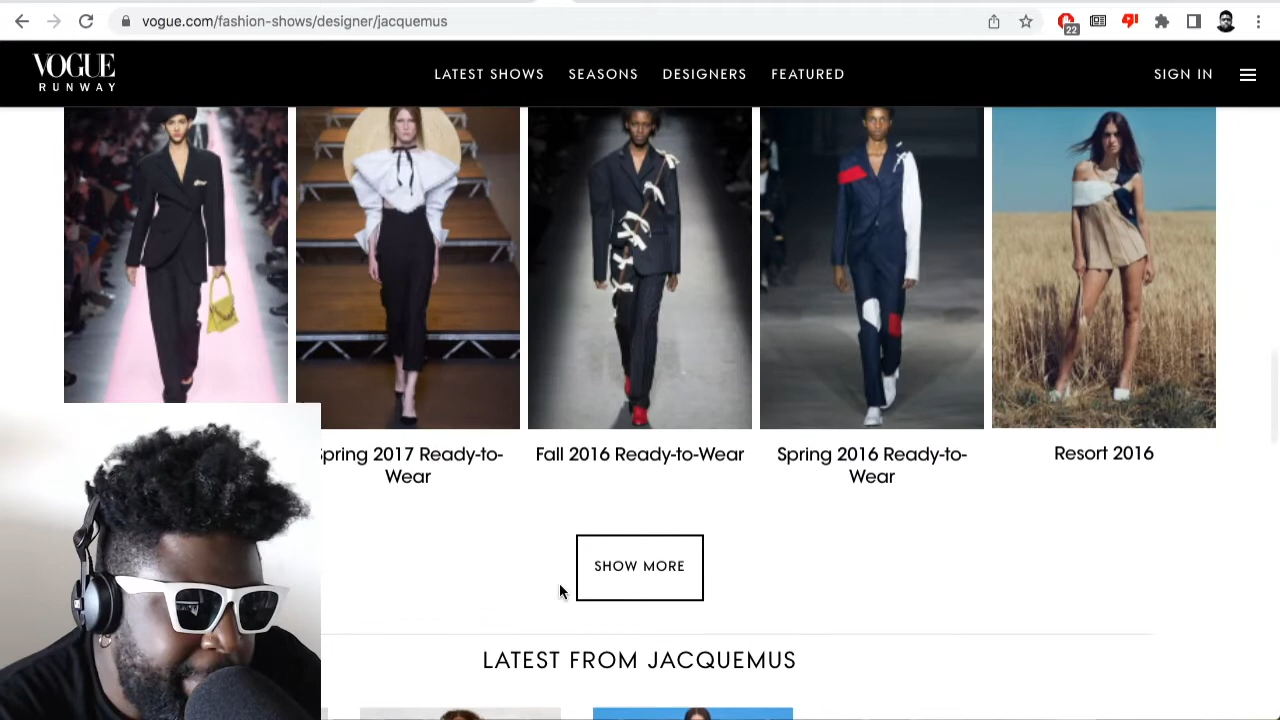 vogue.com/fashion-shows/designer/jacquemus
22
VOGUE
RUNWAY
LATEST SHOWS
SEASONS
DESIGNERS
FEATURED
SIGN IN
Spring 2017 Ready-to-
Wear
Fall 2016 Ready-to-Wear
Spring 2016 Ready-to-
Wear
Resort 2016
SHOW MORE
LATEST FROM JACQUEMUS